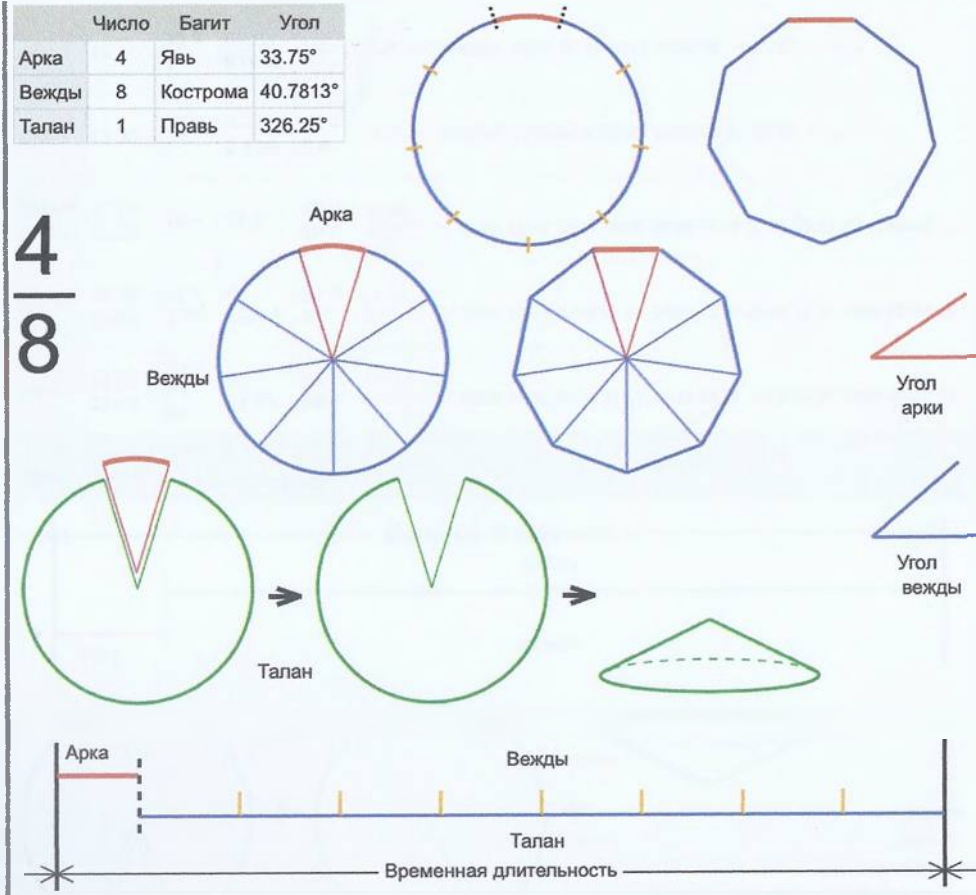 Число Багит Угол
Арка 4 Явь 33.75°
Вежды 8 Кострома 40.7813°
Талан 1 Правь 326.25°
4
8
Арка
Вежды
Угол
арки
Угол
вежды
Талан
Арка
Вежды
Талан
Временная длительность